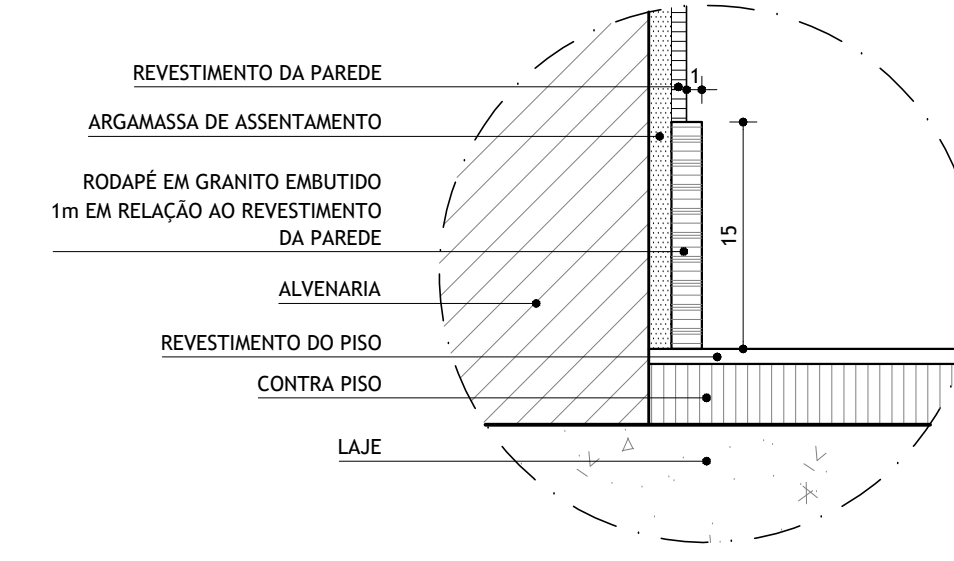 REVESTIMENTO DA PAREDE
1
ARGAMASSA DE ASSENTAMENTO
RODAPÉ EM GRANITO EMBUTIDO
1m EM RELAÇÃO AO REVESTIMENTO
DA PAREDE
15
ALVENARIA
REVESTIMENTO DO PISO
CONTRA PISO
LAJE